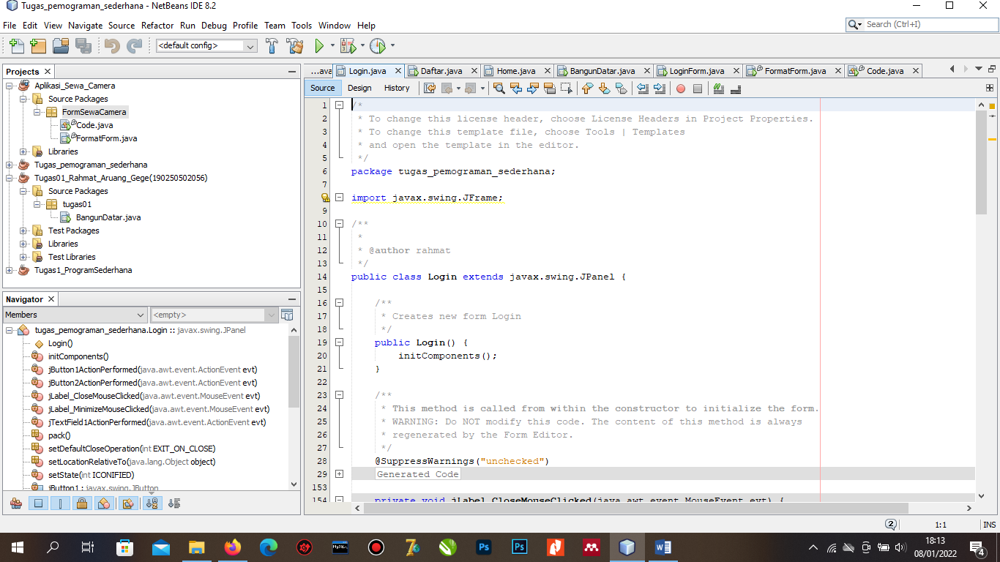 Tugas_pemograman_sederhana - NetBeans IDE 8.2
File Edit View Navigate Source Refactor Run Debug Profile Team Tools Window Help
Search (Ctrl+I)
<default config>
Projects
Aplikasi_Sewa_Camera
Source Packages
FormSewaCamera
Code.java
FormatForm.java
Libraries
Tugas_pemograman_sederhana
Tugas01_Rahmat_Aruang_Gege(190250502056)
Source Packages
tugas01
BangunDatar.java
Test Packages
Libraries
Test Libraries
Tugas1_ProgramSederhana
Navigator
Members
<empty>
tugas_pemograman_sederhana.Login :: javax.swing.JPanel
Login()
initComponents()
jButton1ActionPerformed(java.awt.event.ActionEvent evt)
jButton2ActionPerformed(java.awt.event.ActionEvent evt)
jLabel_CloseMouseClicked(java.awt.event.MouseEvent evt)
jLabel_MinimizeMouseClicked(java.awt.event.MouseEvent evt)
jTextField1ActionPerformed(java.awt.event.ActionEvent evt)
pack()
setDefaultCloseOperation(int EXIT_ON_CLOSE)
setLocationRelativeTo(java.lang.Object object)
setState(int ICONIFIED)
jButton1 : javax.swing.JButton
...ava Login.java Daftar.java Home.java BangunDatar.java LoginForm.java FormatForm.java Code.java
Source Design History
1 /*
2 * To change this license header, choose License Headers in Project Properties.
3 * To change this template file, choose Tools | Templates
4 * and open the template in the editor.
5 */
6 package tugas_pemograman_sederhana;
7
import javax.swing.JFrame;
9
10 /**
11 *
12 * @author rahmat
13 */
14 public class Login extends javax.swing.JPanel {
15
16 /**
17 * Creates new form Login
18 */
19 public Login() {
20 initComponents();
21 }
22
23 /**
24 * This method is called from within the constructor to initialize the form.
25 * WARNING: Do NOT modify this code. The content of this method is always
26 * regenerated by the Form Editor.
27 */
28 @SuppressWarnings("unchecked")
29 Generated Code
153
154 private void jLabel_CloseMouseClicked(java.awt.event.MouseEvent evt) {
2
1:1
INS
MySQL
7
Ps
Ps
W
18:13
08/01/2022
4